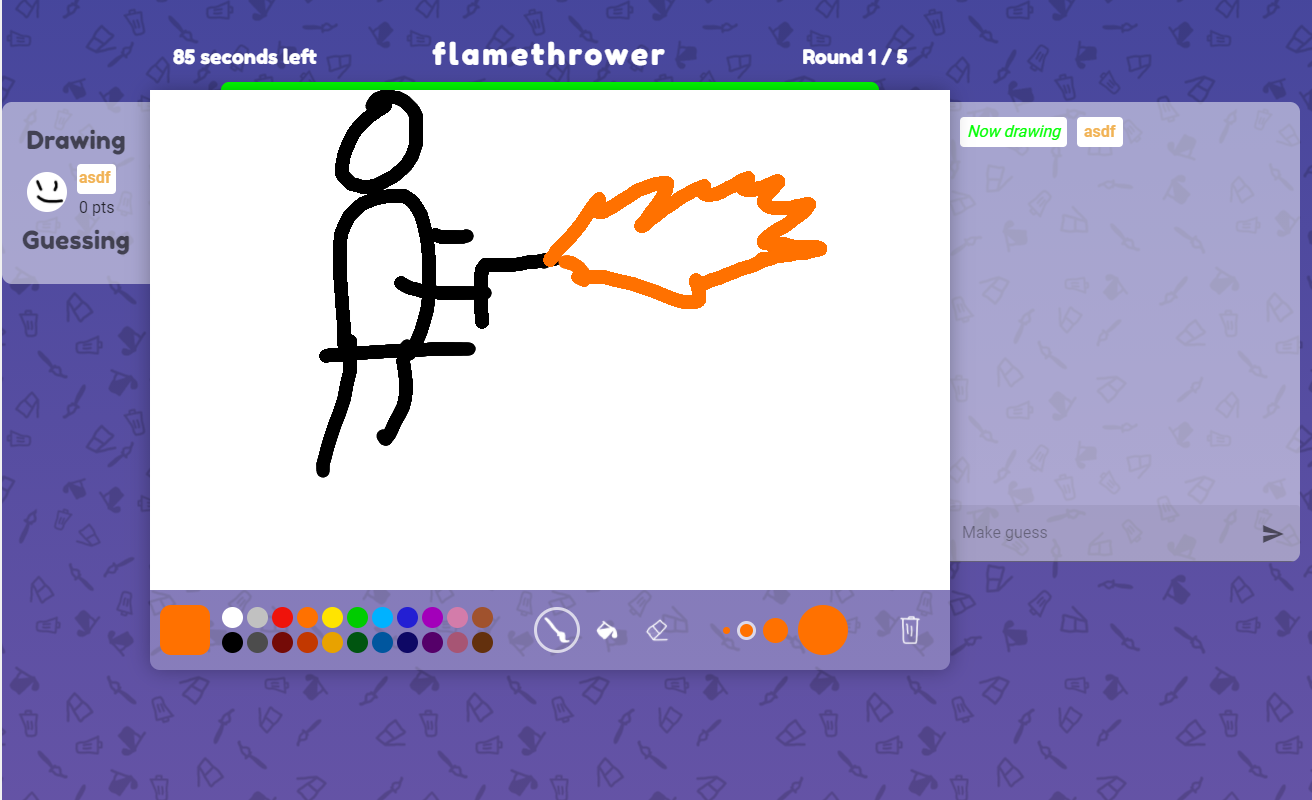 85 seconds left
flamethrower
Round 1 / 5
Drawing
asdf
0 pts
Guessing
Now drawing
asdf
Make guess